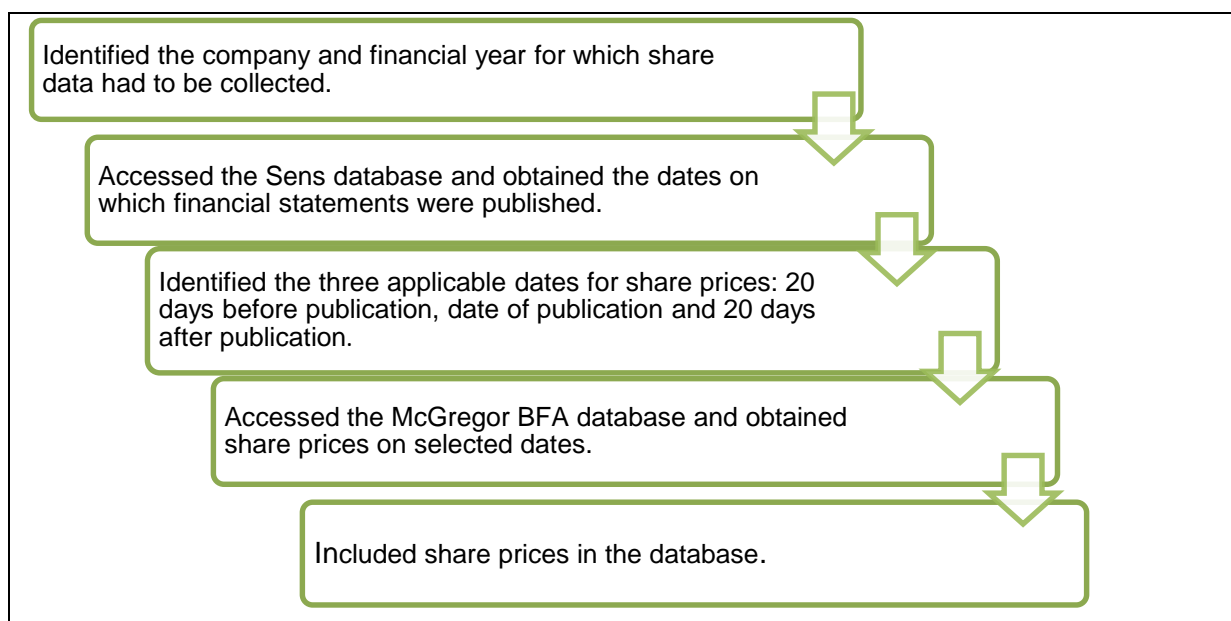 Identified the company and financial year for which share
data had to be collected.
Accessed the Sens database and obtained the dates on
which financial statements were published.
Identified the three applicable dates for share prices: 20
days before publication, date of publication and 20 days
after publication.
Accessed the McGregor BFA database and obtained
share prices on selected dates.
Included share prices in the database.